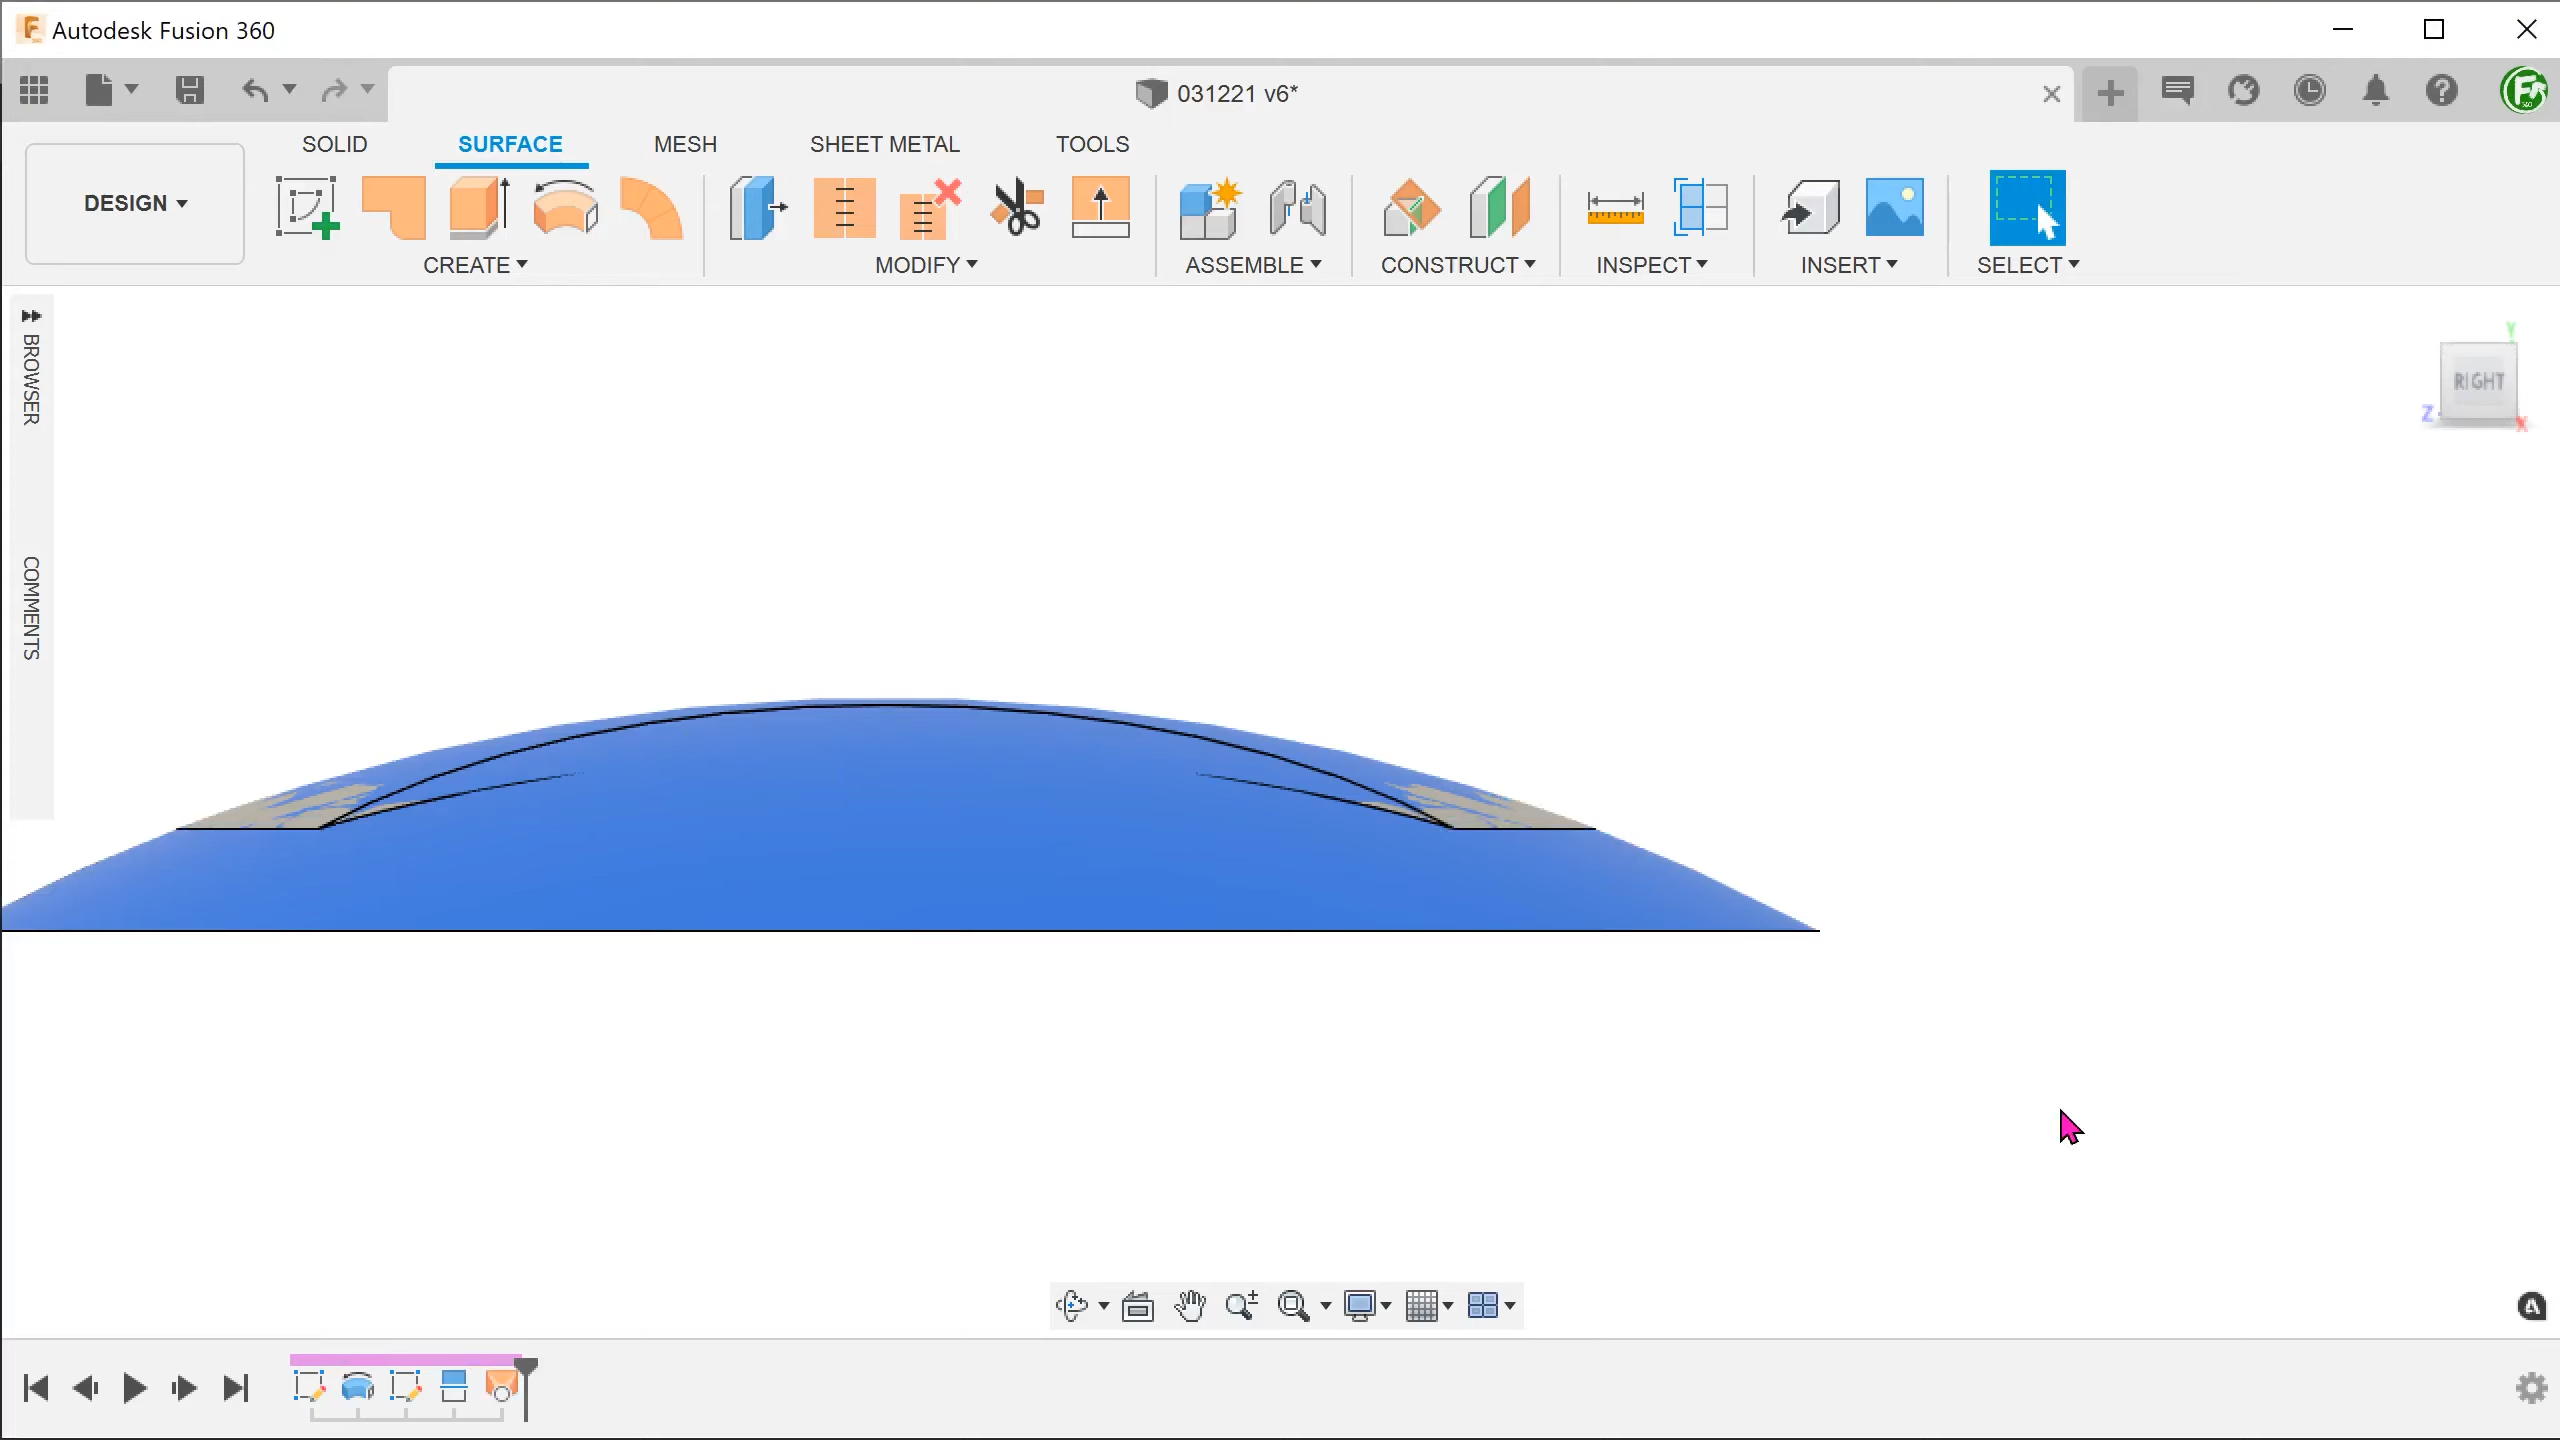 Autodesk Fusion 360
031221 v6*
DESIGN
SOLID
SURFACE
MESH
SHEET METAL
TOOLS
CREATE
MODIFY
ASSEMBLE
CONSTRUCT
INSPECT
INSERT
SELECT
BROWSER
COMMENTS
Y
RIGHT
Z
X